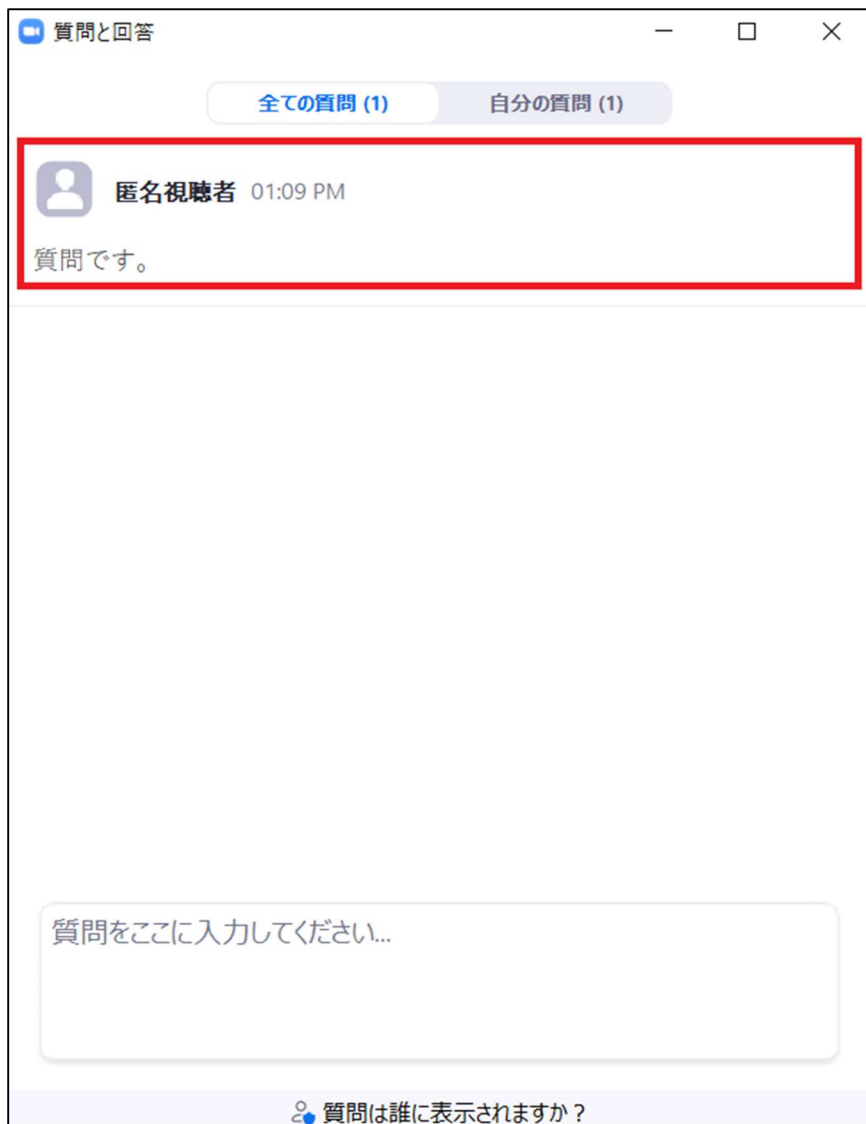 質問と回答
全ての質問 (1) 自分の質問 (1)
匿名視聴者 01:09 PM
質問です。
質問をここに入力してください...
質問は誰に表示されますか？